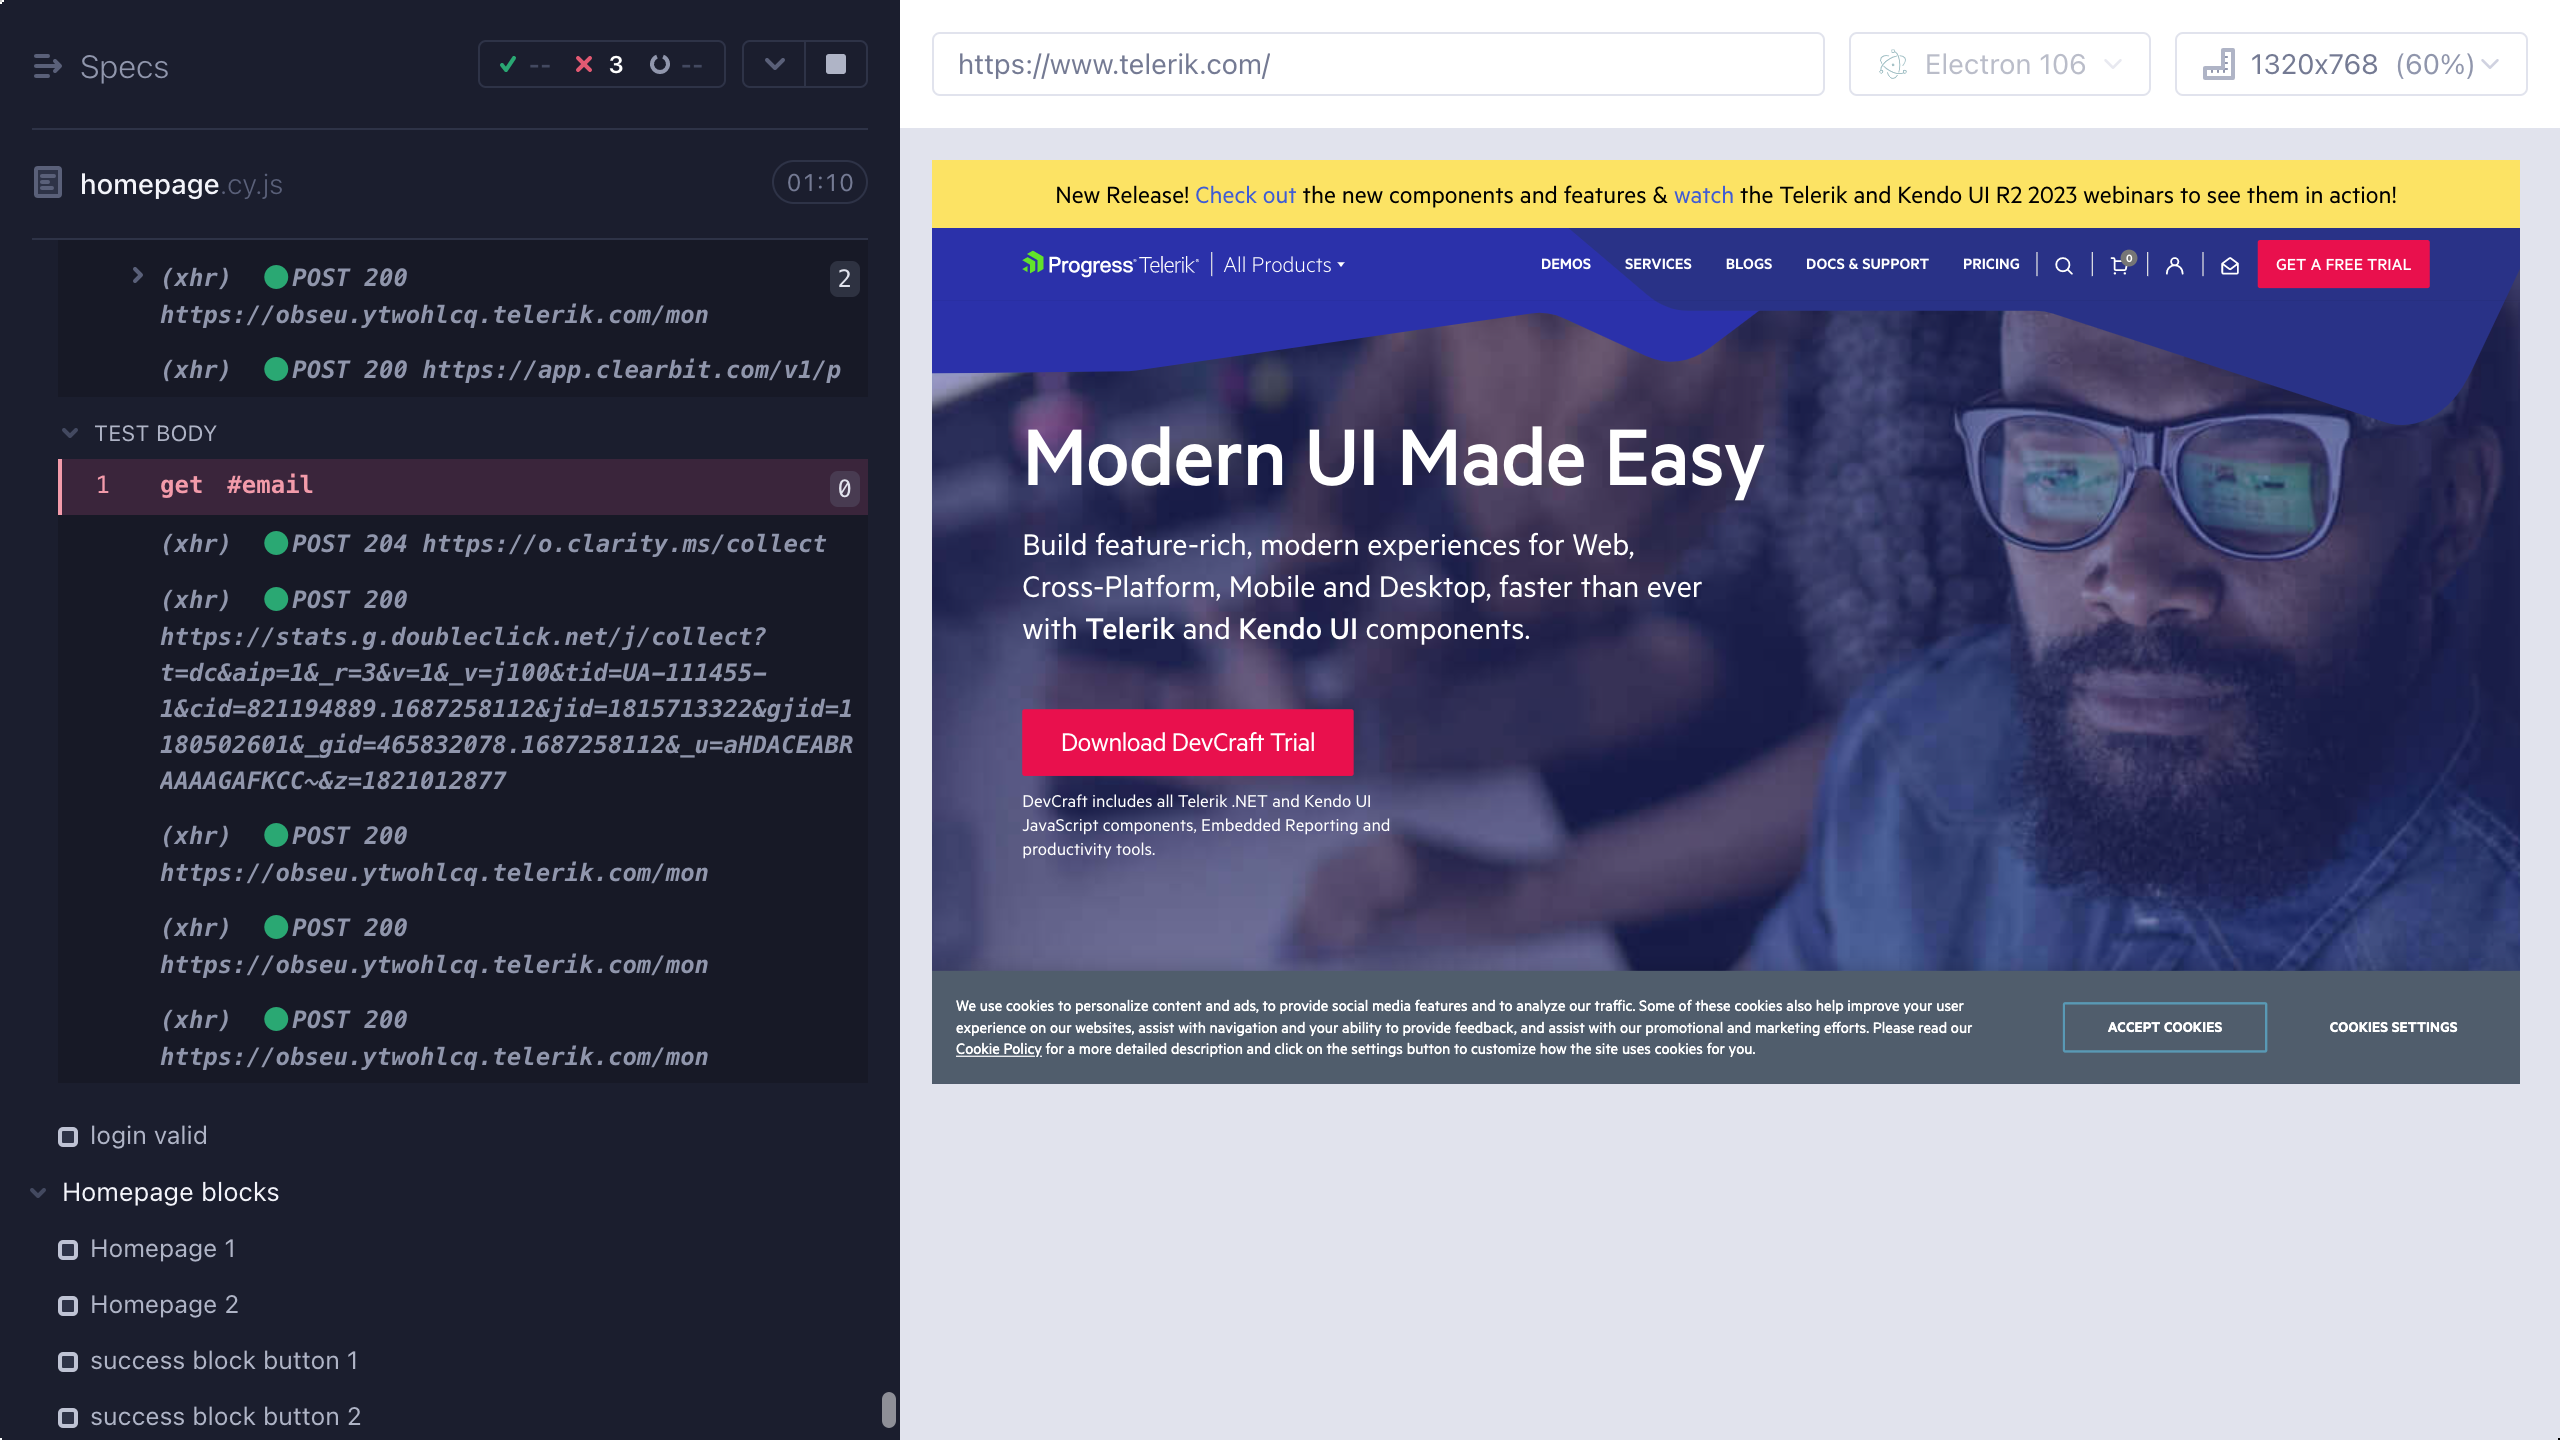 Specs
-- 3 --
homepage.cy.js
01:10
(xhr) POST 200
2
https://obseu.ytwohlcq.telerik.com/mon
(xhr) POST 200 https://app.clearbit.com/v1/p
TEST BODY
1 get #email 0
(xhr) POST 204 https://o.clarity.ms/collect
(xhr) POST 200
https://stats.g.doubleclick.net/j/collect?
t=dc&aip=1&_r=3&v=1&_v=j100&tid=UA-111455-
1&cid=821194889.1687258112&jid=1815713322&gjid=1
180502601&_gid=465832078.1687258112&_u=aHDACEABR
AAAAGAFKCC~&z=1821012877
(xhr) POST 200
https://obseu.ytwohlcq.telerik.com/mon
(xhr) POST 200
https://obseu.ytwohlcq.telerik.com/mon
(xhr) POST 200
https://obseu.ytwohlcq.telerik.com/mon
login valid
Homepage blocks
Homepage 1
Homepage 2
success block button 1
success block button 2
https://www.telerik.com/
Electron 106
1320x768 (60%)
New Release! Check out the new components and features & watch the Telerik and Kendo UI R2 2023 webinars to see them in action!
Progress Telerik All Products
DEMOS SERVICES BLOGS DOCS & SUPPORT PRICING 0 GET A FREE TRIAL
Modern UI Made Easy
Build feature-rich, modern experiences for Web,
Cross-Platform, Mobile and Desktop, faster than ever
with Telerik and Kendo UI components.
Download DevCraft Trial
DevCraft includes all Telerik .NET and Kendo UI
JavaScript components, Embedded Reporting and
productivity tools.
We use cookies to personalize content and ads, to provide social media features and to analyze our traffic. Some of these cookies also help improve your user
experience on our websites, assist with navigation and your ability to provide feedback, and assist with our promotional and marketing efforts. Please read our
Cookie Policy for a more detailed description and click on the settings button to customize how the site uses cookies for you.
ACCEPT COOKIES
COOKIES SETTINGS